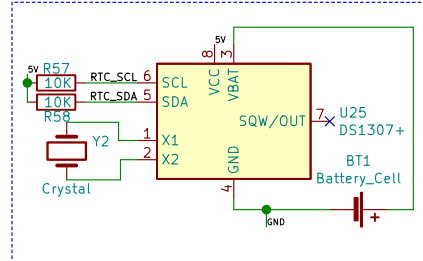 5V
8
3
5V
R57
10K
RTC_SCL
6
SCL
VCC
VBAT
10K
RTC_SDA
5
SDA
R58
SQW/OUT
7
U25
DS1307+
Y2
1
X1
2
X2
GND
BT1
Battery_Cell
Crystal
4
GND
+